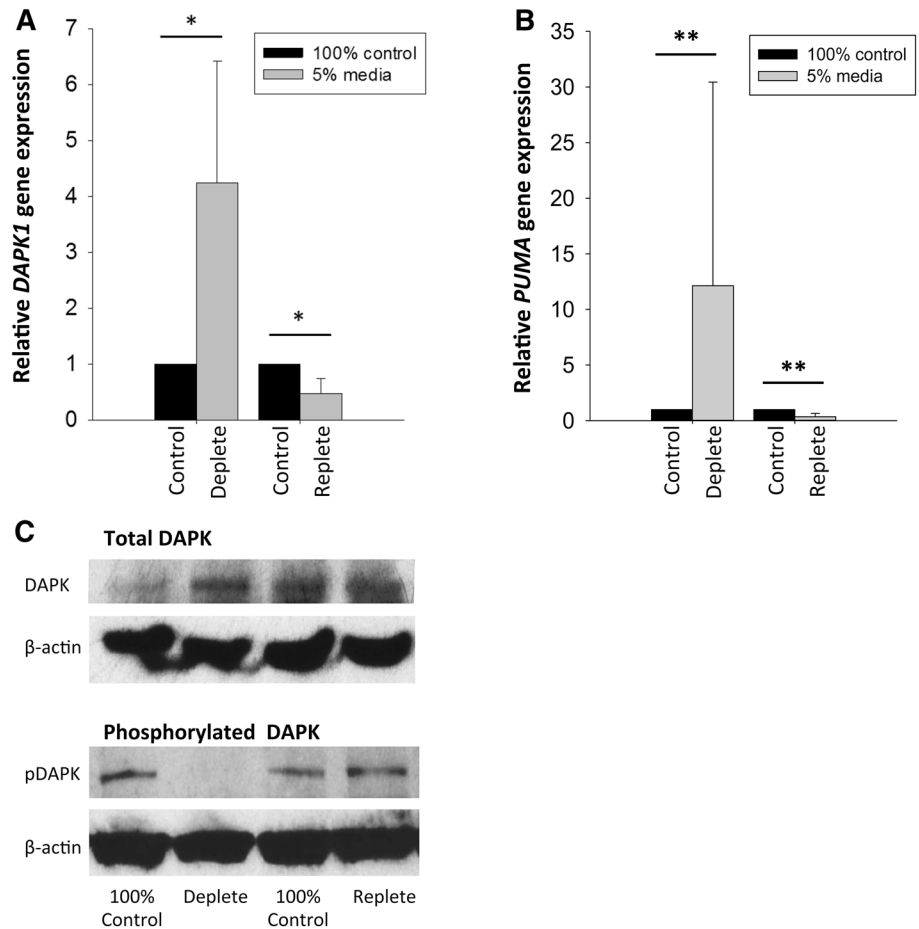 A
Relative DAPK1 gene expression
7
6
5
4
3
2
1
0
*
*
100% control
5% media
Control
Deplete
Control
Replete
B
Relative PUMA gene expression
35
30
25
20
15
10
5
0
**
**
100% control
5% media
Control
Deplete
Control
Replete
C
Total DAPK
DAPK
β-actin
Phosphorylated DAPK
pDAPK
β-actin
100% Control
Deplete
100% Control
Replete